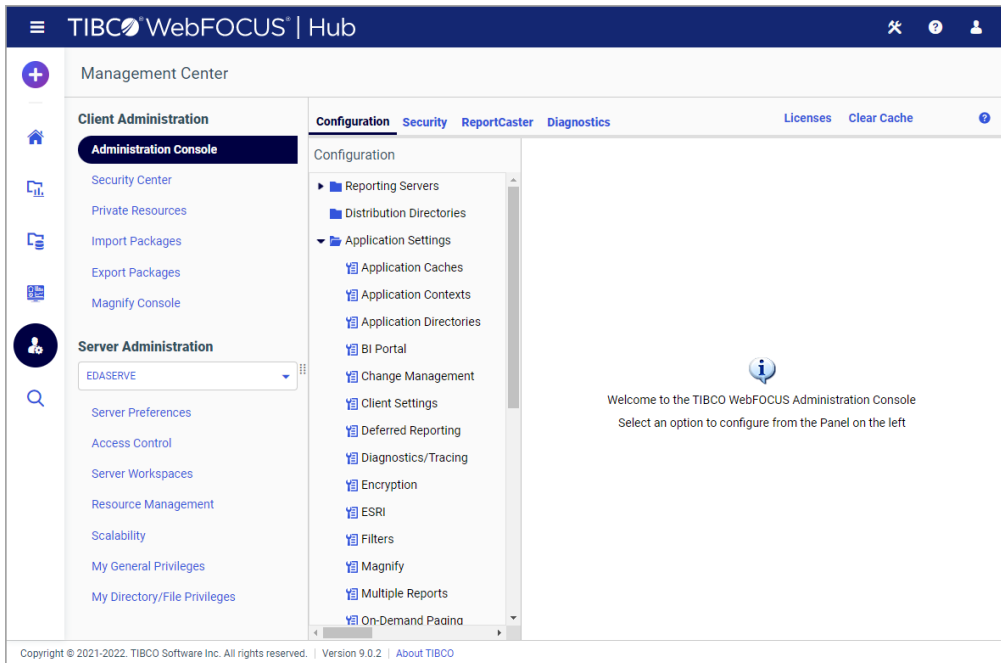 TIBCO® WebFOCUS® | Hub
Management Center
Client Administration
Administration Console
Security Center
Private Resources
Import Packages
Export Packages
Magnify Console
Server Administration
EDASERVE
Server Preferences
Access Control
Server Workspaces
Resource Management
Scalability
My General Privileges
My Directory/File Privileges
Configuration Security ReportCaster Diagnostics Licenses Clear Cache
Configuration
Reporting Servers
Distribution Directories
Application Settings
Application Caches
Application Contexts
Application Directories
BI Portal
Change Management
Client Settings
Deferred Reporting
Diagnostics/Tracing
Encryption
ESRI
Filters
Magnify
Multiple Reports
On-Demand Paging
Welcome to the TIBCO WebFOCUS Administration Console
Select an option to configure from the Panel on the left
Copyright © 2021-2022. TIBCO Software Inc. All rights reserved. | Version 9.0.2 | About TIBCO